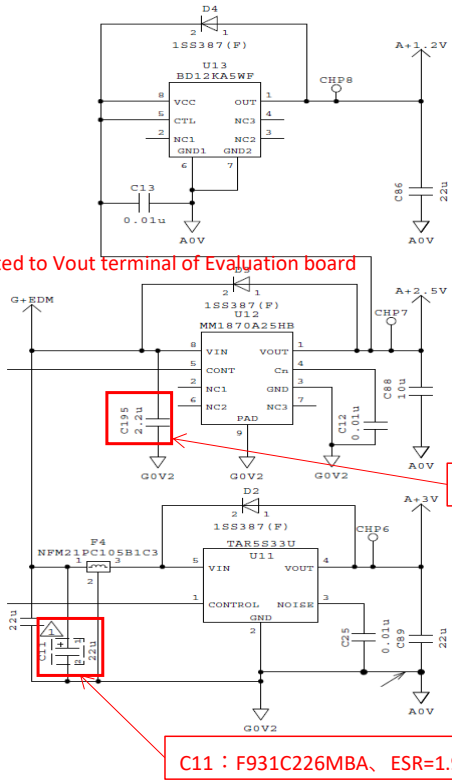 D4
2 1
1SS387(F)
A+1.2V
U13
BD12KA5WF
CHP8
8 VCC OUT 1
5 CTL NC3 4
2 NC1 NC2 3
GND1 GND2
6 7
C13
0.01u
C86
22u
A0V
A0V
ted to Vout terminal of Evaluation board
D3
2 1
1SS387(F)
G+EDM
A+2.5V
U12
MM1870A25HB
CHP7
8 VIN VOUT 1
5 CONT Cn 4
2 NC1 GND 3
6 NC2 NC3 7
PAD
9
C195
2.2u
C12
0.01u
C88
10u
G0V2
G0V2
G0V2
A0V
D2
2 1
1SS387(F)
A+3V
F4
NFM21PC105B1C3
1 3
2
TAR5S33U
U11
CHP6
5 VIN VOUT 4
1 CONTROL NOISE 3
GND
2
22u
1
C11
+
22u
C25
0.01u
C89
22u
G0V2
A0V
C11：F931C226MBA、ESR=1.